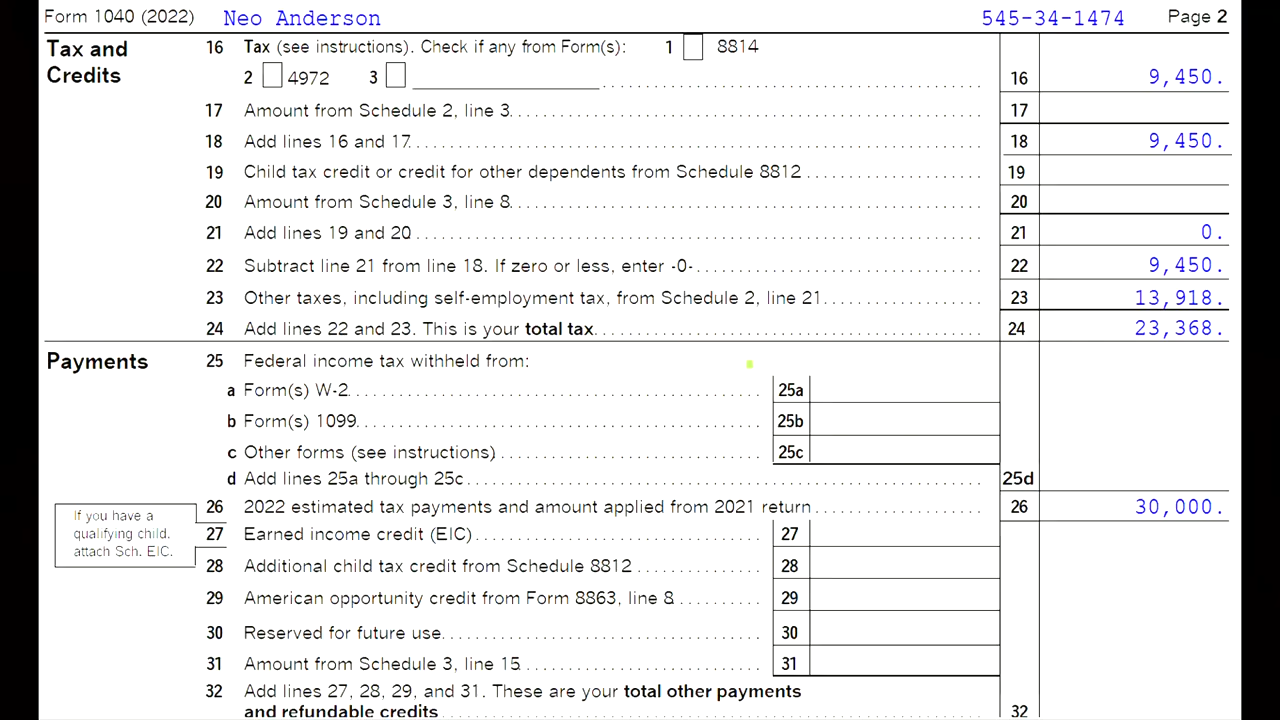 Form 1040 (2022) Neo Anderson 545-34-1474 Page 2
Tax and Credits
16 Tax (see instructions). Check if any from Form(s): 1 8814
2 4972 3 16 9,450.
17 Amount from Schedule 2, line 3 17
18 Add lines 16 and 17 18 9,450.
19 Child tax credit or credit for other dependents from Schedule 8812 19
20 Amount from Schedule 3, line 8 20
21 Add lines 19 and 20 21 0.
22 Subtract line 21 from line 18. If zero or less, enter -0- 22 9,450.
23 Other taxes, including self-employment tax, from Schedule 2, line 21 23 13,918.
24 Add lines 22 and 23. This is your total tax 24 23,368.
Payments 25 Federal income tax withheld from:
a Form(s) W-2 25a
b Form(s) 1099 25b
c Other forms (see instructions) 25c
d Add lines 25a through 25c 25d
26 2022 estimated tax payments and amount applied from 2021 return 26 30,000.
If you have a
qualifying child,
attach Sch. EIC.
27 Earned income credit (EIC) 27
28 Additional child tax credit from Schedule 8812 28
29 American opportunity credit from Form 8863, line 8 29
30 Reserved for future use 30
31 Amount from Schedule 3, line 15 31
32 Add lines 27, 28, 29, and 31. These are your total other payments
and refundable credits 32